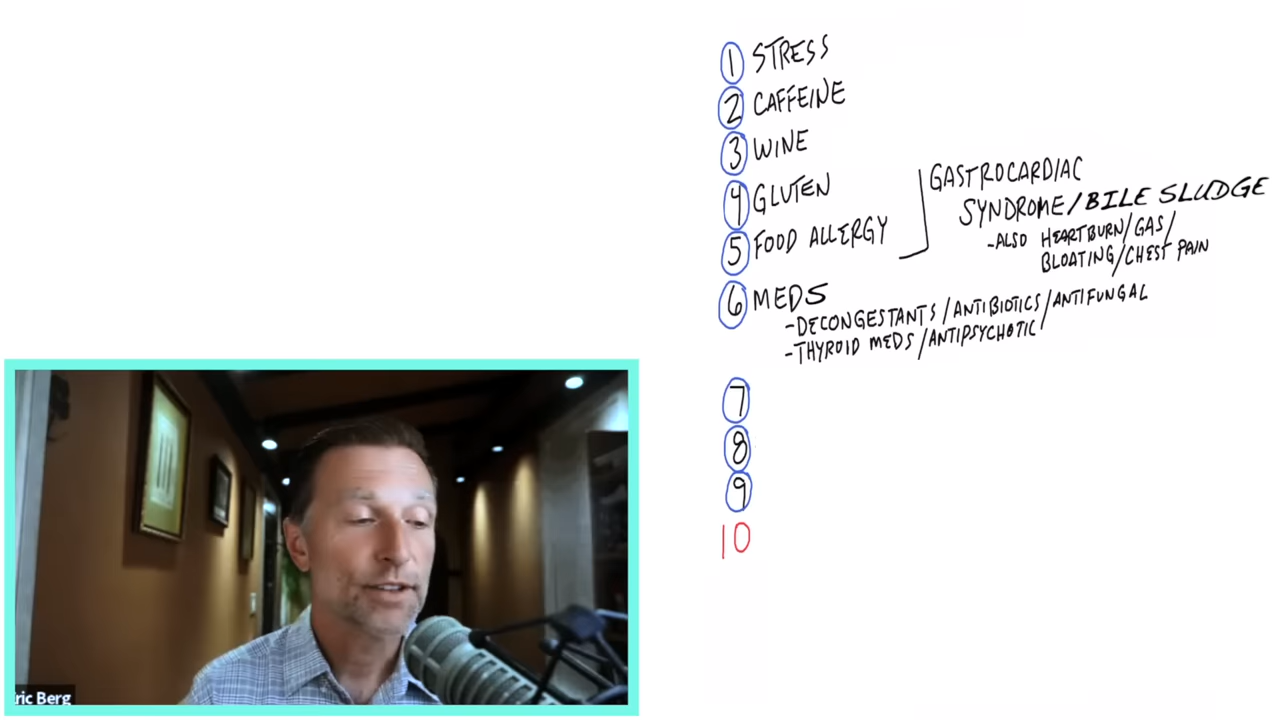 1 STRESS
2 CAFFEINE
3 WINE
4 GLUTEN
5 FOOD ALLERGY
GASTROCARDIAC
SYNDROME/BILE SLUDGE
-ALSO HEARTBURN/GAS/
BLOATING/CHEST PAIN
6 MEDS
-DECONGESTANTS/ANTIBIOTICS/ANTIFUNGAL
-THYROID MEDS/ANTIPSYCHOTIC/
7
8
9
10
ric Berg